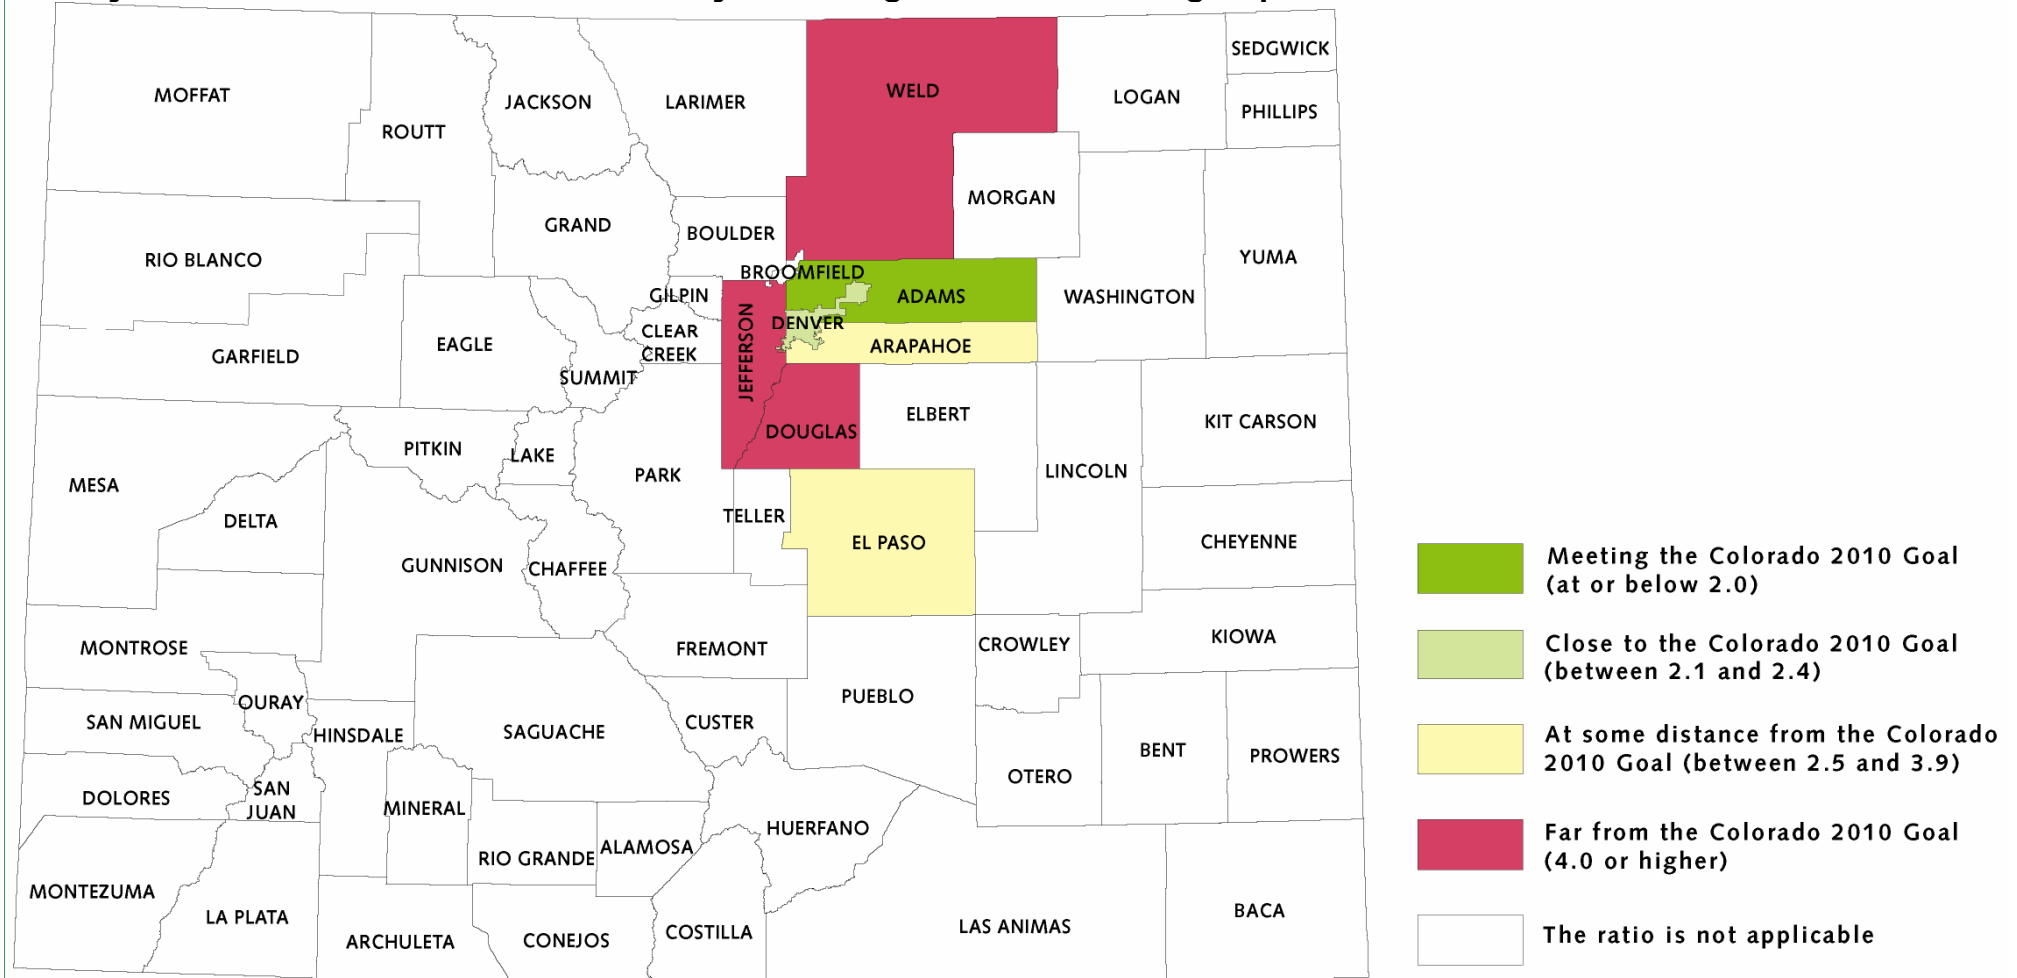 SEDGWICK
MOFFAT
WELD
LOGAN
JACKSON
LARIMER
PHILLIPS
ROUTT
MORGAN
GRAND
BOULDER
RIO BLANCO
YUMA
BROOMFIELD
GILPIN
ADAMS
WASHINGTON
DENVER
CLEAR
CREEK
EAGLE
ARAPAHOE
GARFIELD
JEFFERSON
SUMMIT
ELBERT
KIT CARSON
DOUGLAS
PITKIN
LAKE
PARK
LINCOLN
MESA
TELLER
DELTA
EL PASO
CHEYENNE
GUNNISON
CHAFFEE
KIOWA
MONTROSE
FREMONT
CROWLEY
PUEBLO
OURAY
SAN MIGUEL
HINSDALE
SAGUACHE
CUSTER
BENT
PROWERS
OTERO
DOLORES
SAN
JUAN
MINERAL
HUERFANO
ALAMOSA
RIO GRANDE
MONTEZUMA
LA PLATA
BACA
LAS ANIMAS
COSTILLA
CONEJOS
ARCHULETA
Meeting the Colorado 2010 Goal
(at or below 2.0)
Close to the Colorado 2010 Goal
(between 2.1 and 2.4)
At some distance from the Colorado
2010 Goal (between 2.5 and 3.9)
Far from the Colorado 2010 Goal
(4.0 or higher)
The ratio is not applicable